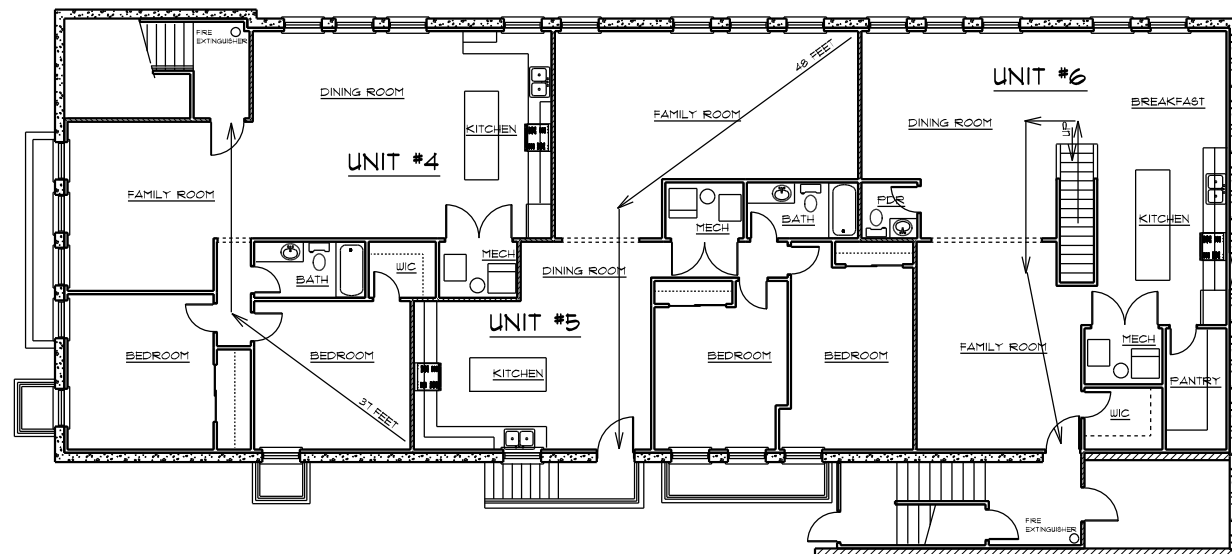 FIRE
EXTINGUISHER
DINING ROOM
KITCHEN
UNIT #4
FAMILY ROOM
MECH
BATH
WIC
BEDROOM
BEDROOM
37 FEET
48 FEET
FAMILY ROOM
MECH
BATH
DINING ROOM
UNIT #5
KITCHEN
BEDROOM
BEDROOM
UNIT #6
BREAKFAST
DINING ROOM
UP
PDR
KITCHEN
FAMILY ROOM
MECH
PANTRY
WIC
FIRE
EXTINGUISHER